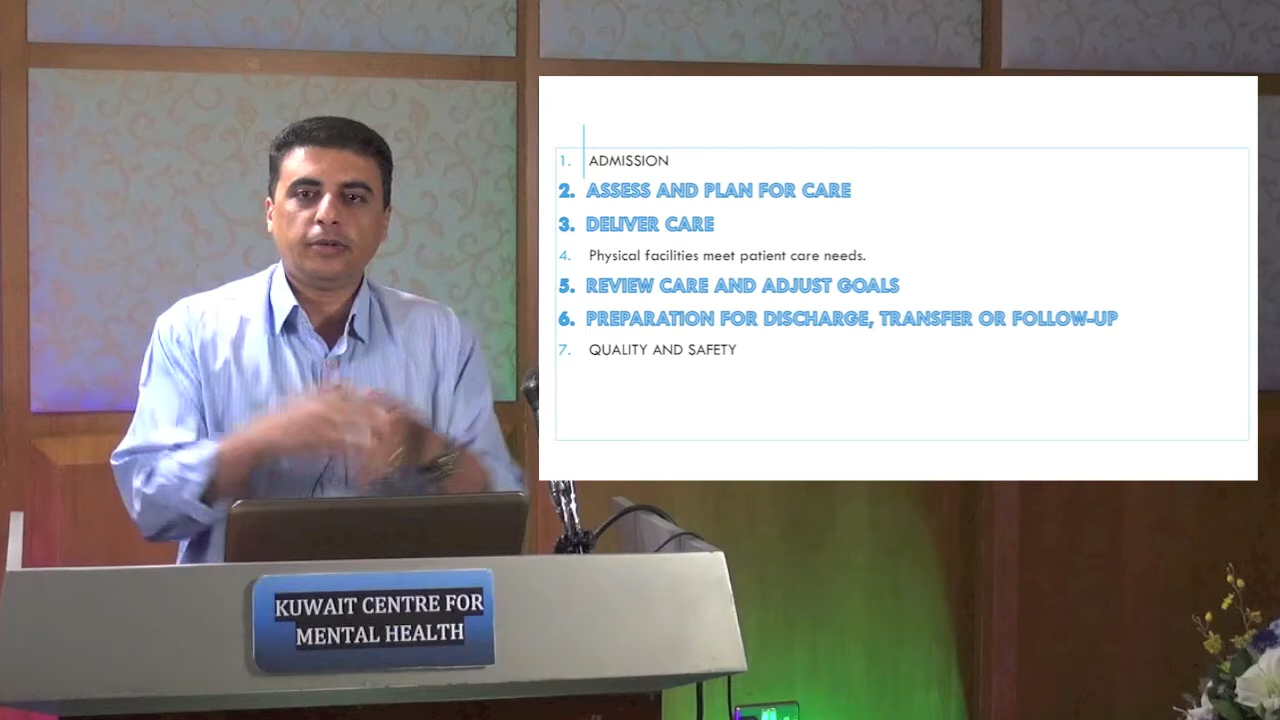 1. ADMISSION
2. ASSESS AND PLAN FOR CARE
3. DELIVER CARE
4. Physical facilities meet patient care needs.
5. REVIEW CARE AND ADJUST GOALS
6. PREPARATION FOR DISCHARGE, TRANSFER OR FOLLOW-UP
7. QUALITY AND SAFETY
KUWAIT CENTRE FOR
MENTAL HEALTH